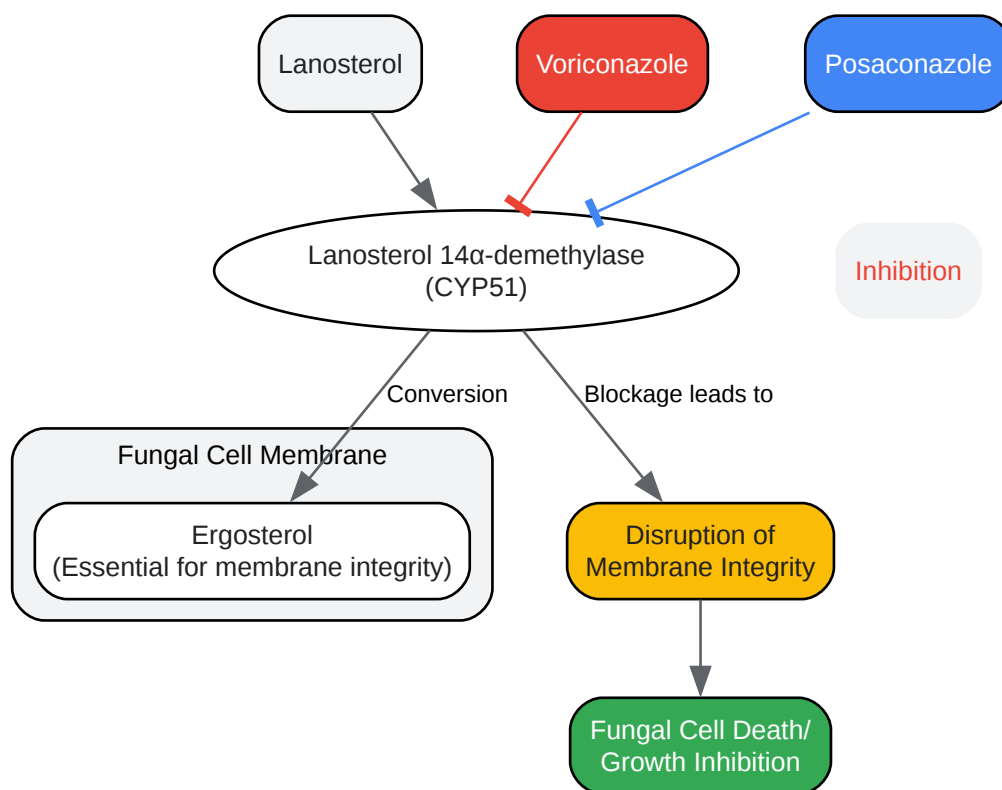 Lanosterol
Voriconazole
Posaconazole
Lanosterol 14α-demethylase
(CYP51)
Inhibition
Conversion
Blockage leads to
Fungal Cell Membrane
Ergosterol
(Essential for membrane integrity)
Disruption of
Membrane Integrity
Fungal Cell Death/
Growth Inhibition